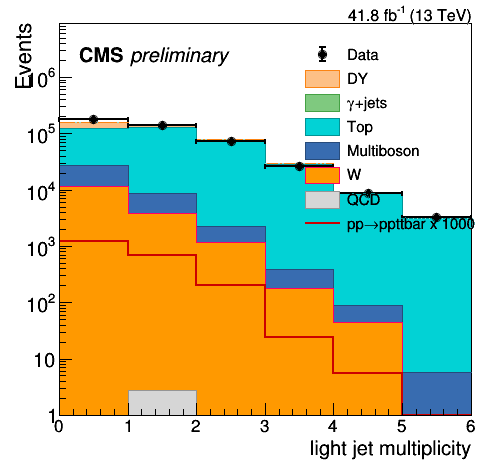 41.8 fb⁻¹ (13 TeV)
Events
CMS preliminary
Data
DY
γ+jets
Top
Multiboson
W
QCD
pp→ppttbar x 1000
10⁶
10⁵
10⁴
10³
10²
10
1
0 1 2 3 4 5 6
light jet multiplicity